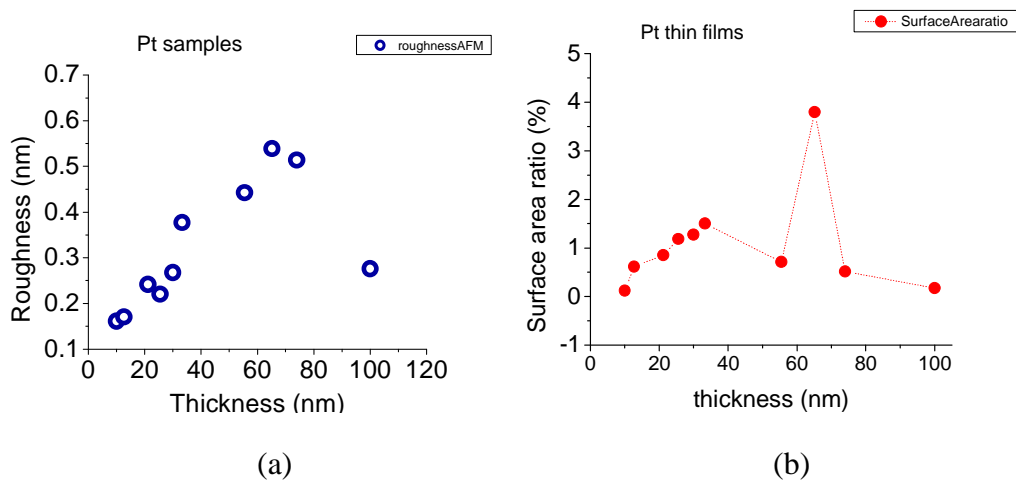 Pt samples
roughnessAFM
0.7
0.6
0.5
0.4
0.3
0.2
0.1
Roughness (nm)
0 20 40 60 80 100 120
Thickness (nm)
(a)
SurfaceArearatio
Pt thin films
5
4
3
2
1
0
-1
Surface area ratio (%)
0 20 40 60 80 100
thickness (nm)
(b)